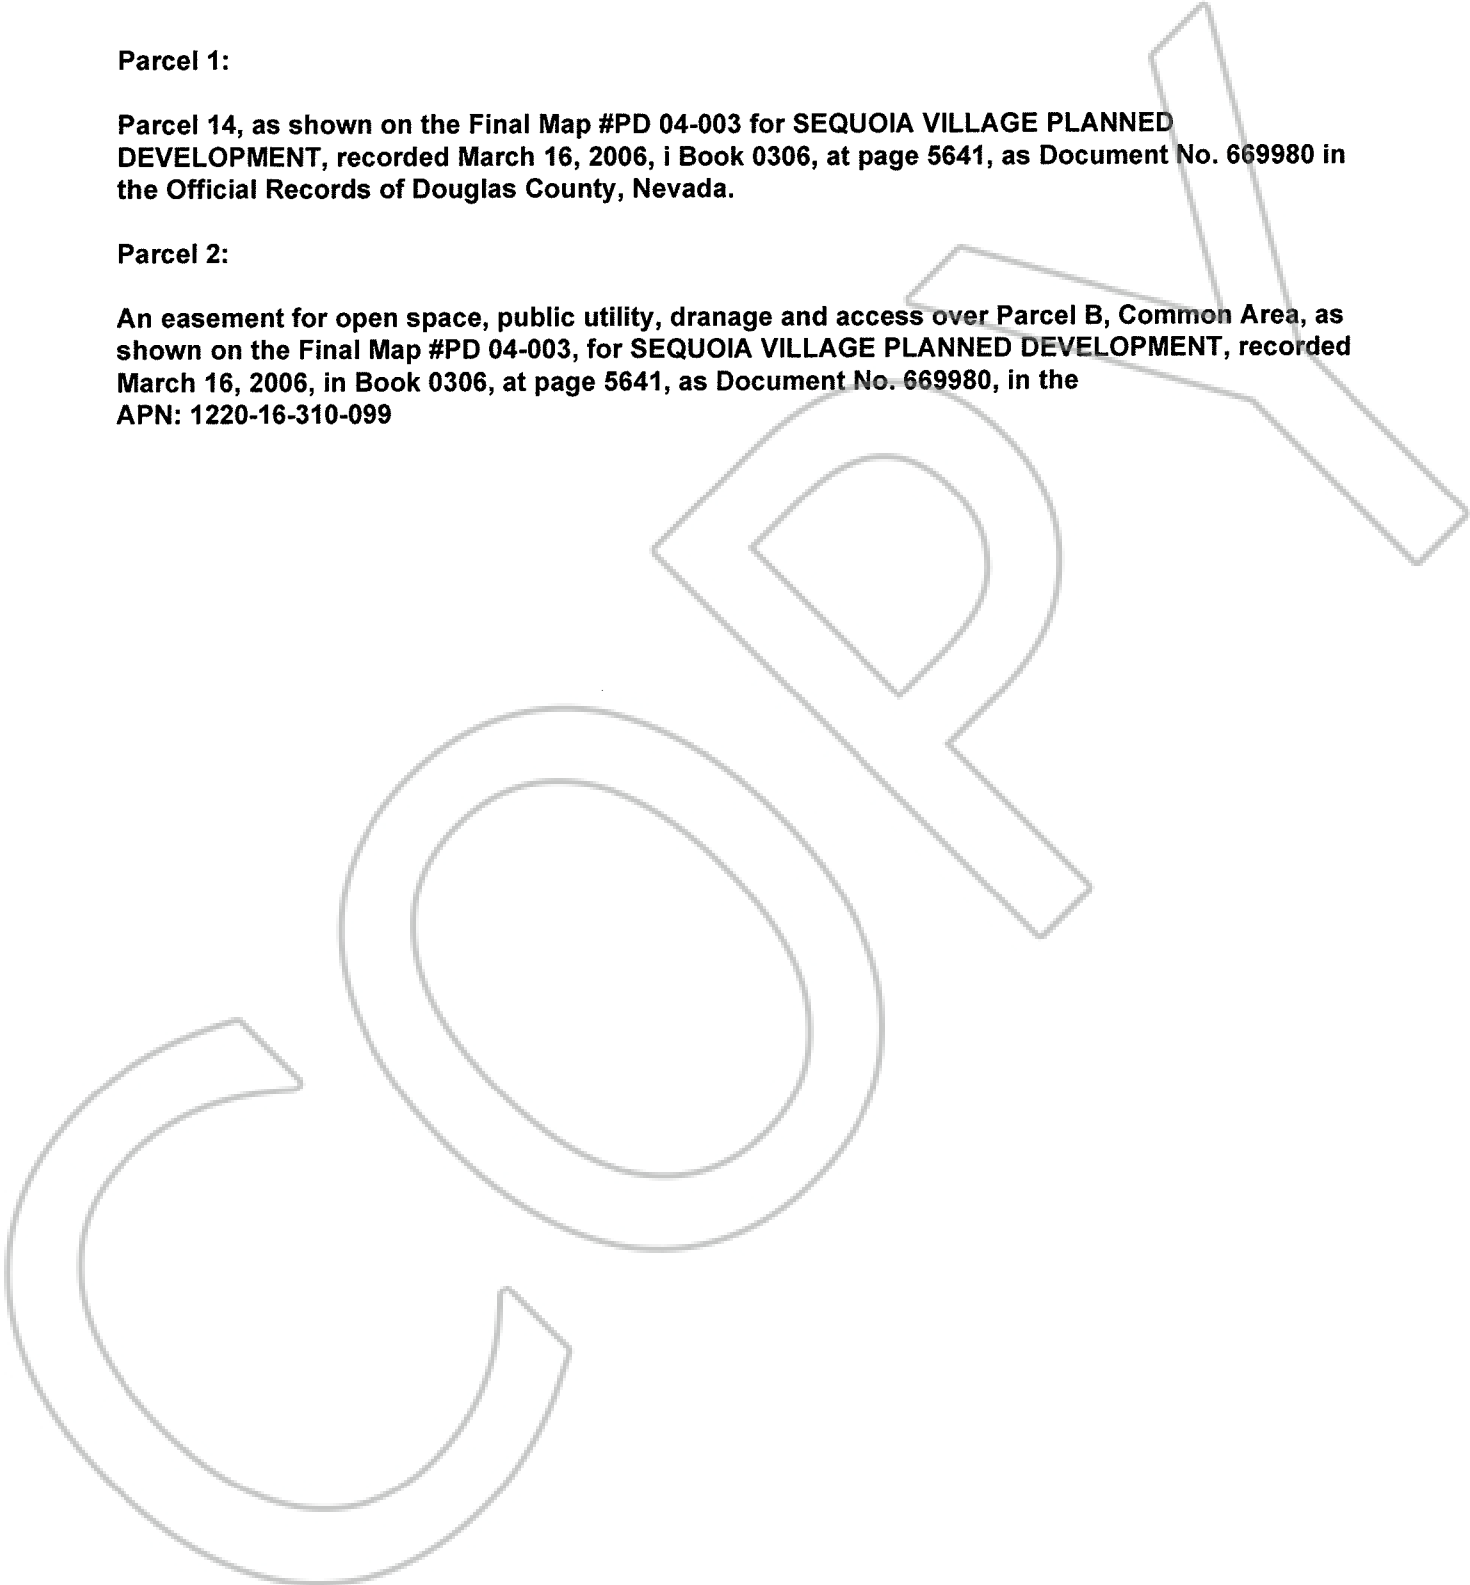 Parcel 1:
Parcel 14, as shown on the Final Map #PD 04-003 for SEQUOIA VILLAGE PLANNED
DEVELOPMENT, recorded March 16, 2006, i Book 0306, at page 5641, as Document No. 669980 in
the Official Records of Douglas County, Nevada.
Parcel 2:
An easement for open space, public utility, dranage and access over Parcel B, Common Area, as
shown on the Final Map #PD 04-003, for SEQUOIA VILLAGE PLANNED DEVELOPMENT, recorded
March 16, 2006, in Book 0306, at page 5641, as Document No. 669980, in the
APN: 1220-16-310-099
COPY